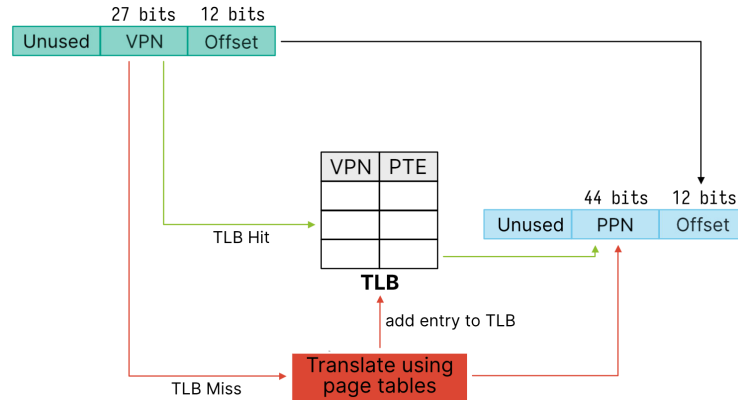 27 bits 12 bits
Unused VPN Offset
VPN PTE
44 bits 12 bits
Unused PPN Offset
TLB Hit
TLB
add entry to TLB
Translate using
page tables
TLB Miss